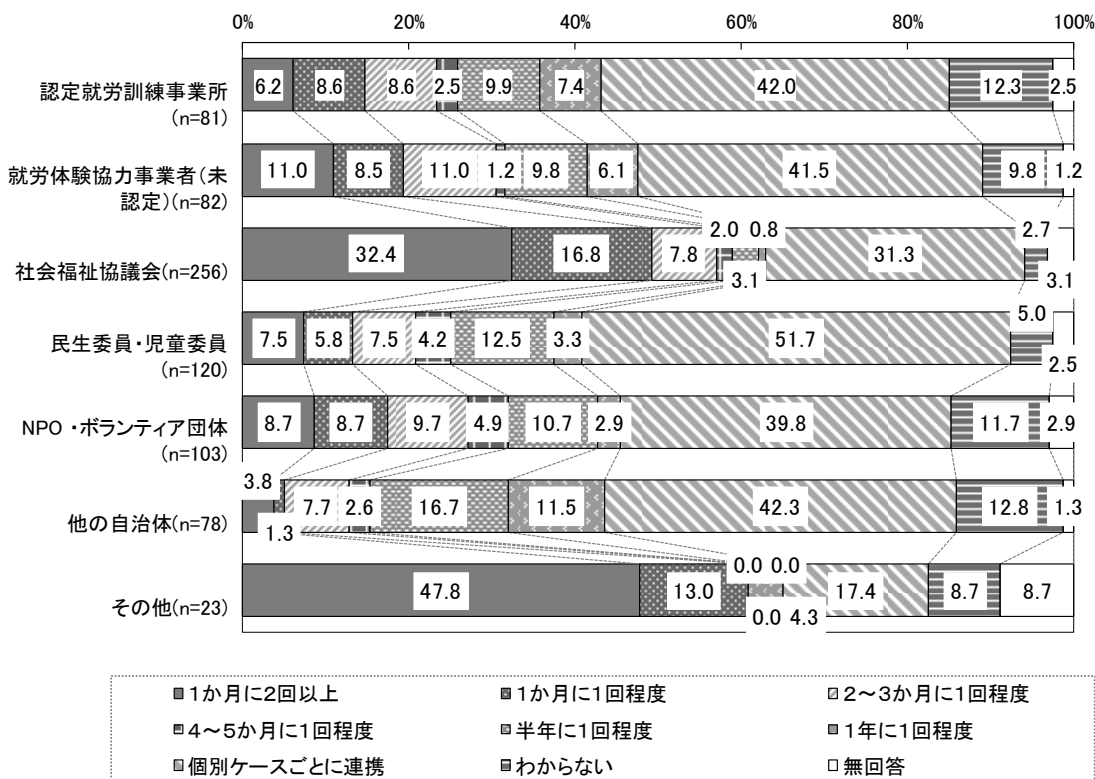 0% 20% 40% 60% 80% 100%
認定就労訓練事業所
(n=81)
6.2 8.6 8.6 2.5 9.9 7.4 42.0 12.3 2.5
就労体験協力事業者(未
認定)(n=82)
11.0 8.5 11.0 1.2 9.8 6.1 41.5 9.8 1.2
2.0 0.8 2.7
社会福祉協議会(n=256) 32.4 16.8 7.8 31.3
3.1 3.1
5.0
民生委員・児童委員
(n=120)
7.5 5.8 7.5 4.2 12.5 3.3 51.7
2.5
NPO・ボランティア団体
(n=103)
8.7 8.7 9.7 4.9 10.7 2.9 39.8 11.7 2.9
3.8
他の自治体(n=78) 7.7 2.6 16.7 11.5 42.3 12.8 1.3
1.3
0.0 0.0
その他(n=23) 47.8 13.0 17.4 8.7 8.7
0.0 4.3
1か月に2回以上 1か月に1回程度 2～3か月に1回程度
4～5か月に1回程度 半年に1回程度 1年に1回程度
個別ケースごとに連携 わからない 無回答